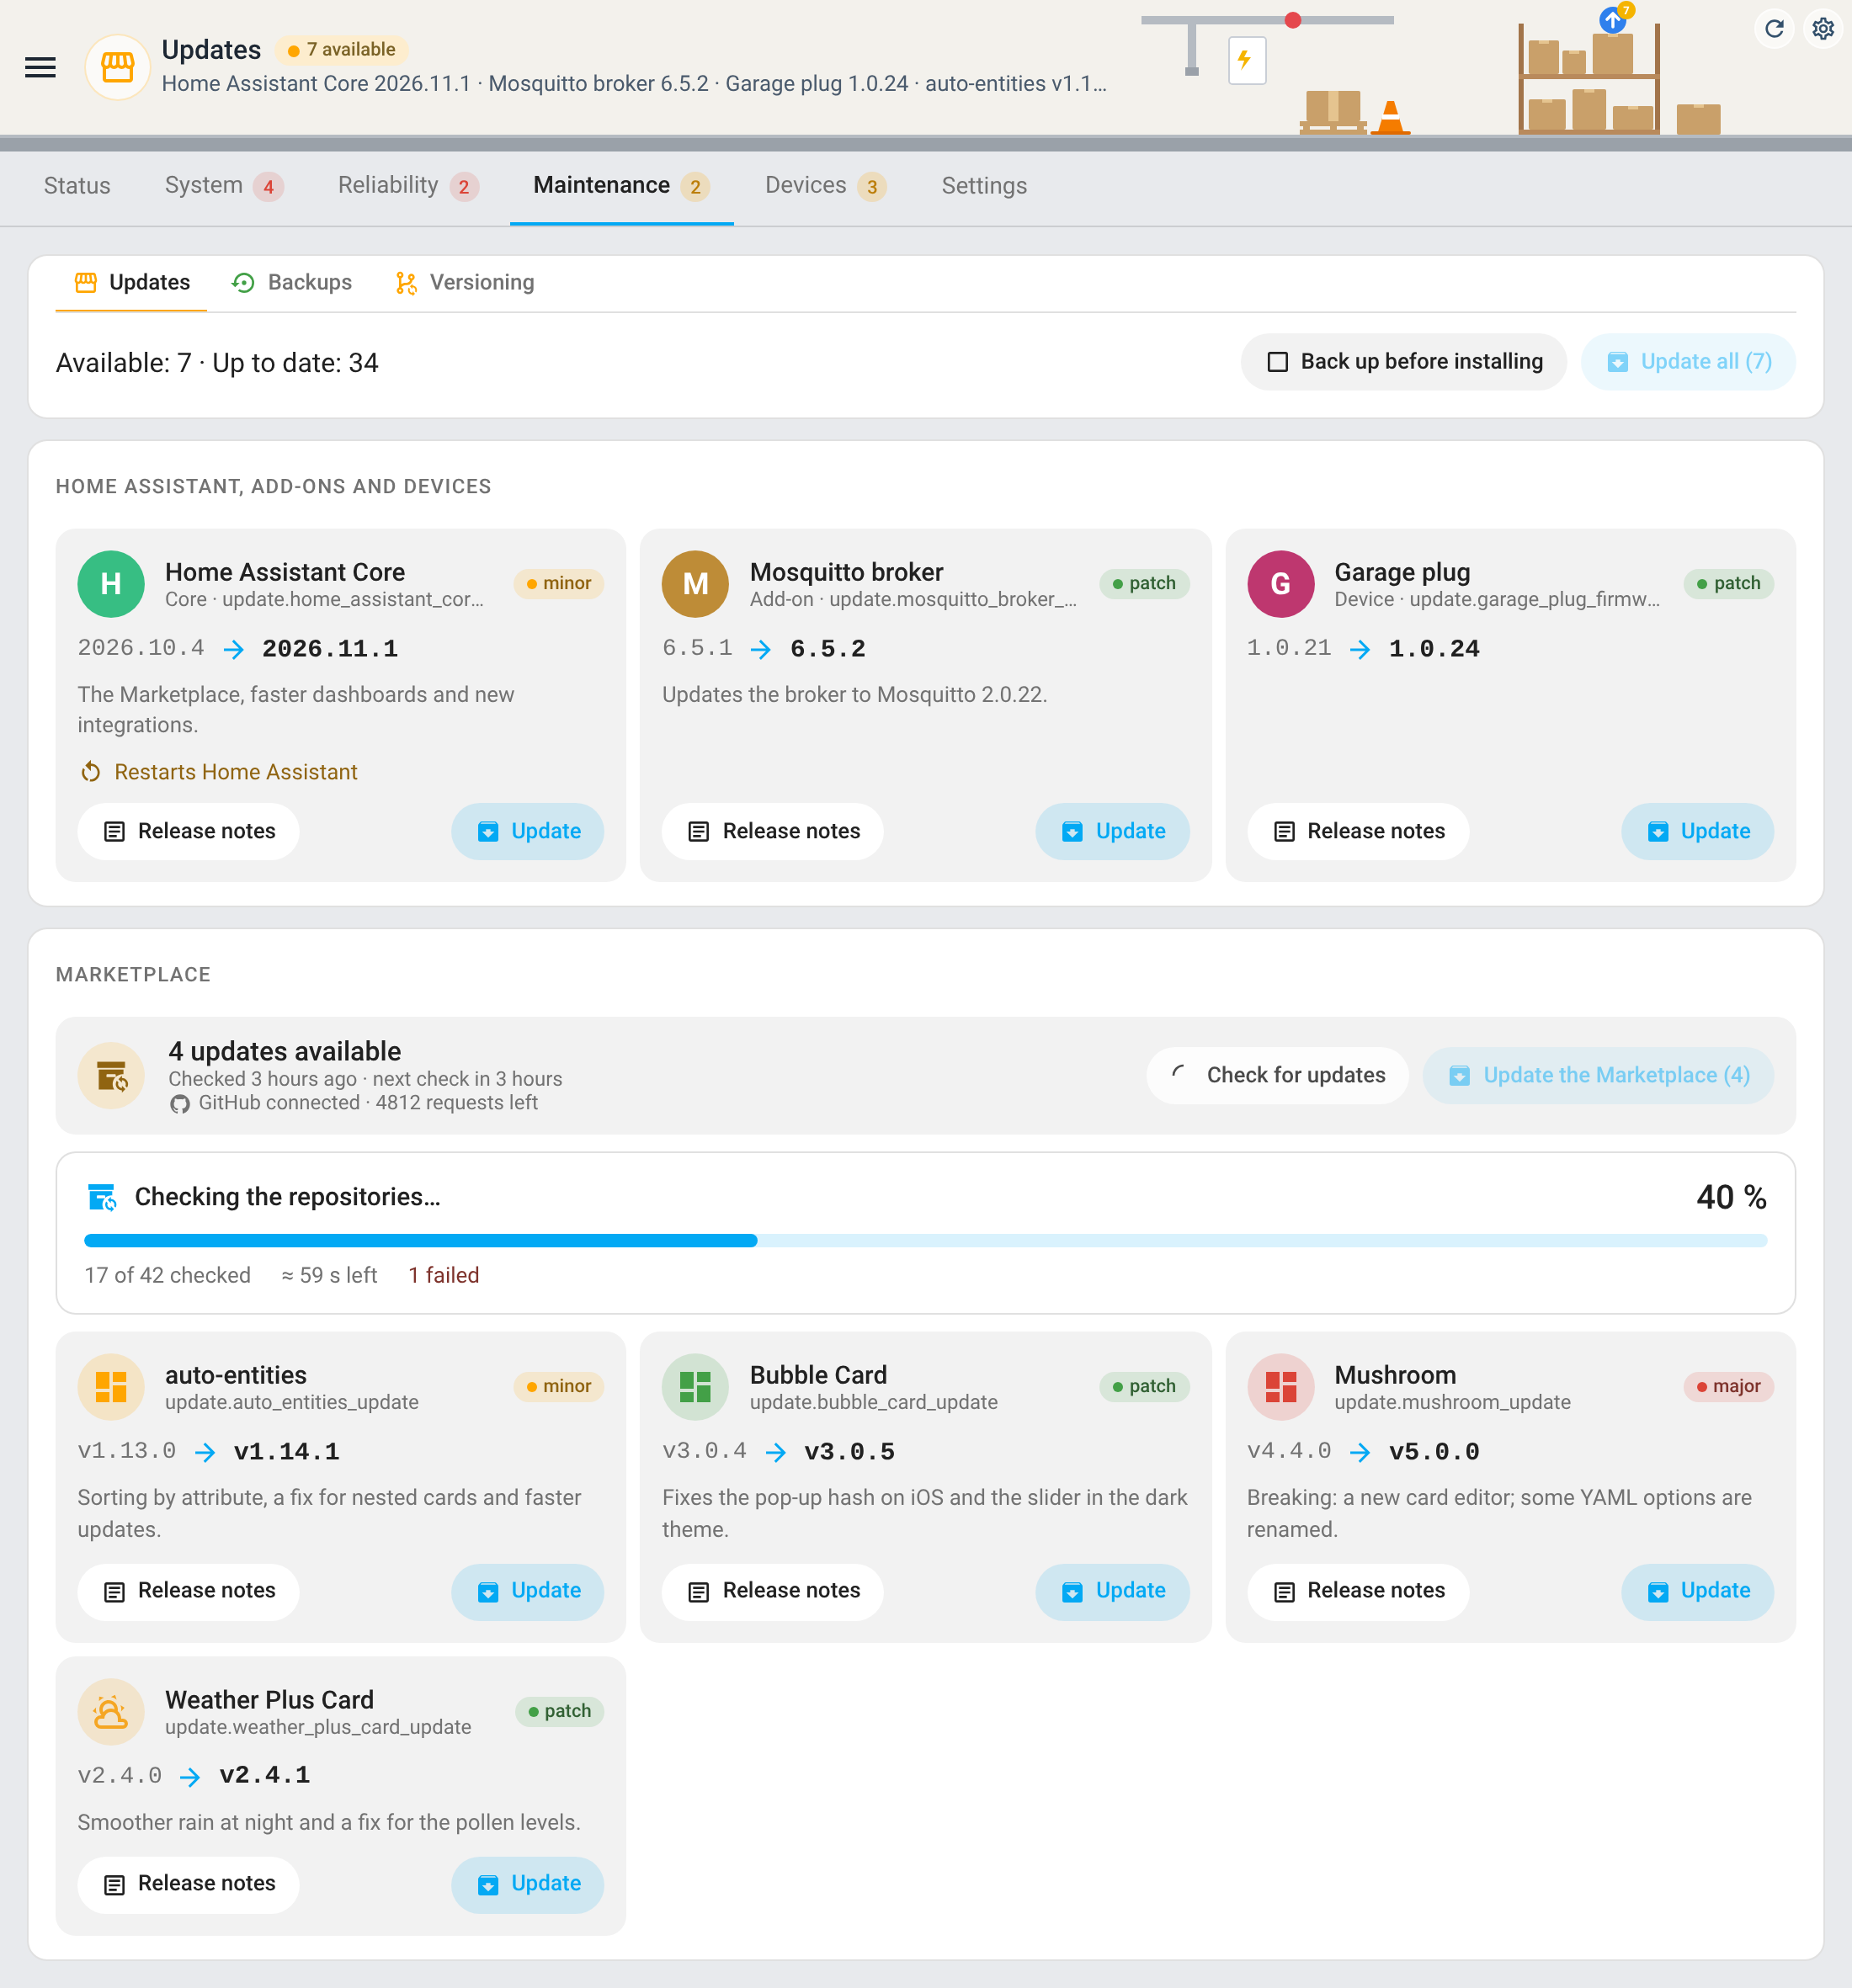 Updates
7 available
Home Assistant Core 2026.11.1 · Mosquitto broker 6.5.2 · Garage plug 1.0.24 · auto-entities v1.1…
7
Status
System 4
Reliability 2
Maintenance 2
Devices 3
Settings
Updates
Backups
Versioning
Available: 7 · Up to date: 34
Back up before installing
Update all (7)
HOME ASSISTANT, ADD-ONS AND DEVICES
H
Home Assistant Core
Core · update.home_assistant_cor…
minor
2026.10.4 → 2026.11.1
The Marketplace, faster dashboards and new
integrations.
Restarts Home Assistant
Release notes
Update
M
Mosquitto broker
Add-on · update.mosquitto_broker_…
patch
6.5.1 → 6.5.2
Updates the broker to Mosquitto 2.0.22.
Release notes
Update
G
Garage plug
Device · update.garage_plug_firmw…
patch
1.0.21 → 1.0.24
Release notes
Update
MARKETPLACE
4 updates available
Checked 3 hours ago · next check in 3 hours
GitHub connected · 4812 requests left
Check for updates
Update the Marketplace (4)
Checking the repositories…
40 %
17 of 42 checked
≈ 59 s left
1 failed
auto-entities
update.auto_entities_update
minor
v1.13.0 → v1.14.1
Sorting by attribute, a fix for nested cards and faster
updates.
Release notes
Update
Bubble Card
update.bubble_card_update
patch
v3.0.4 → v3.0.5
Fixes the pop-up hash on iOS and the slider in the dark
theme.
Release notes
Update
Mushroom
update.mushroom_update
major
v4.4.0 → v5.0.0
Breaking: a new card editor; some YAML options are
renamed.
Release notes
Update
Weather Plus Card
update.weather_plus_card_update
patch
v2.4.0 → v2.4.1
Smoother rain at night and a fix for the pollen levels.
Release notes
Update